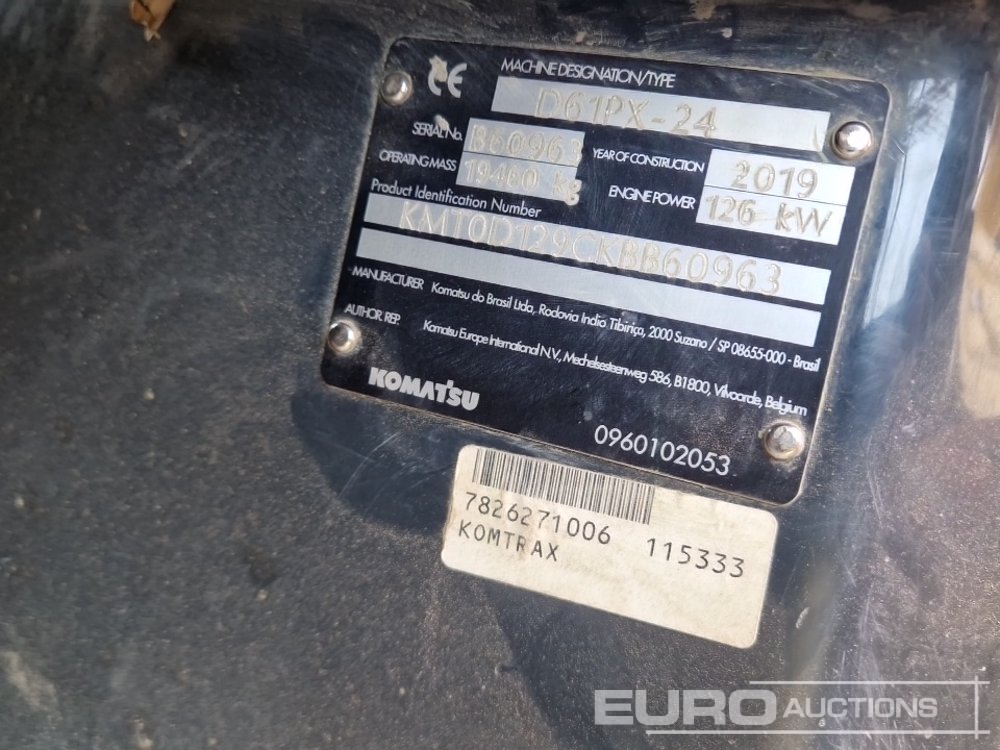 CE
MACHINE DESIGNATION/TYPE
D61PX-24
SERIAL No. B60963 YEAR OF CONSTRUCTION 2019
OPERATING MASS 19480 kg ENGINE POWER 126 kW
Product Identification Number
KMT0D129CKBB60963
MANUFACTURER Komatsu do Brasil Ltda, Rodovia Indio Tibiriça, 2000 Suzano / SP 08655-000 - Brasil
AUTHOR. REP. Komatsu Europe International N.V., Mechelsesteenweg 586, B1800, Vilvoorde, Belgium
KOMATSU
0960102053
7826271006 115333
KOMTRAX
EURO AUCTIONS